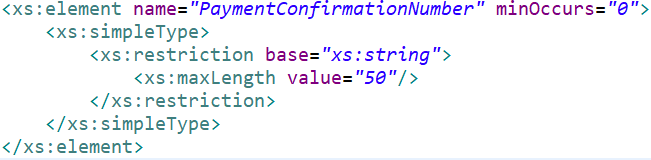 <xs:element name="PaymentConfirmationNumber" minOccurs="0">
    <xs:simpleType>
        <xs:restriction base="xs:string">
            <xs:maxLength value="50"/>
        </xs:restriction>
    </xs:simpleType>
</xs:element>